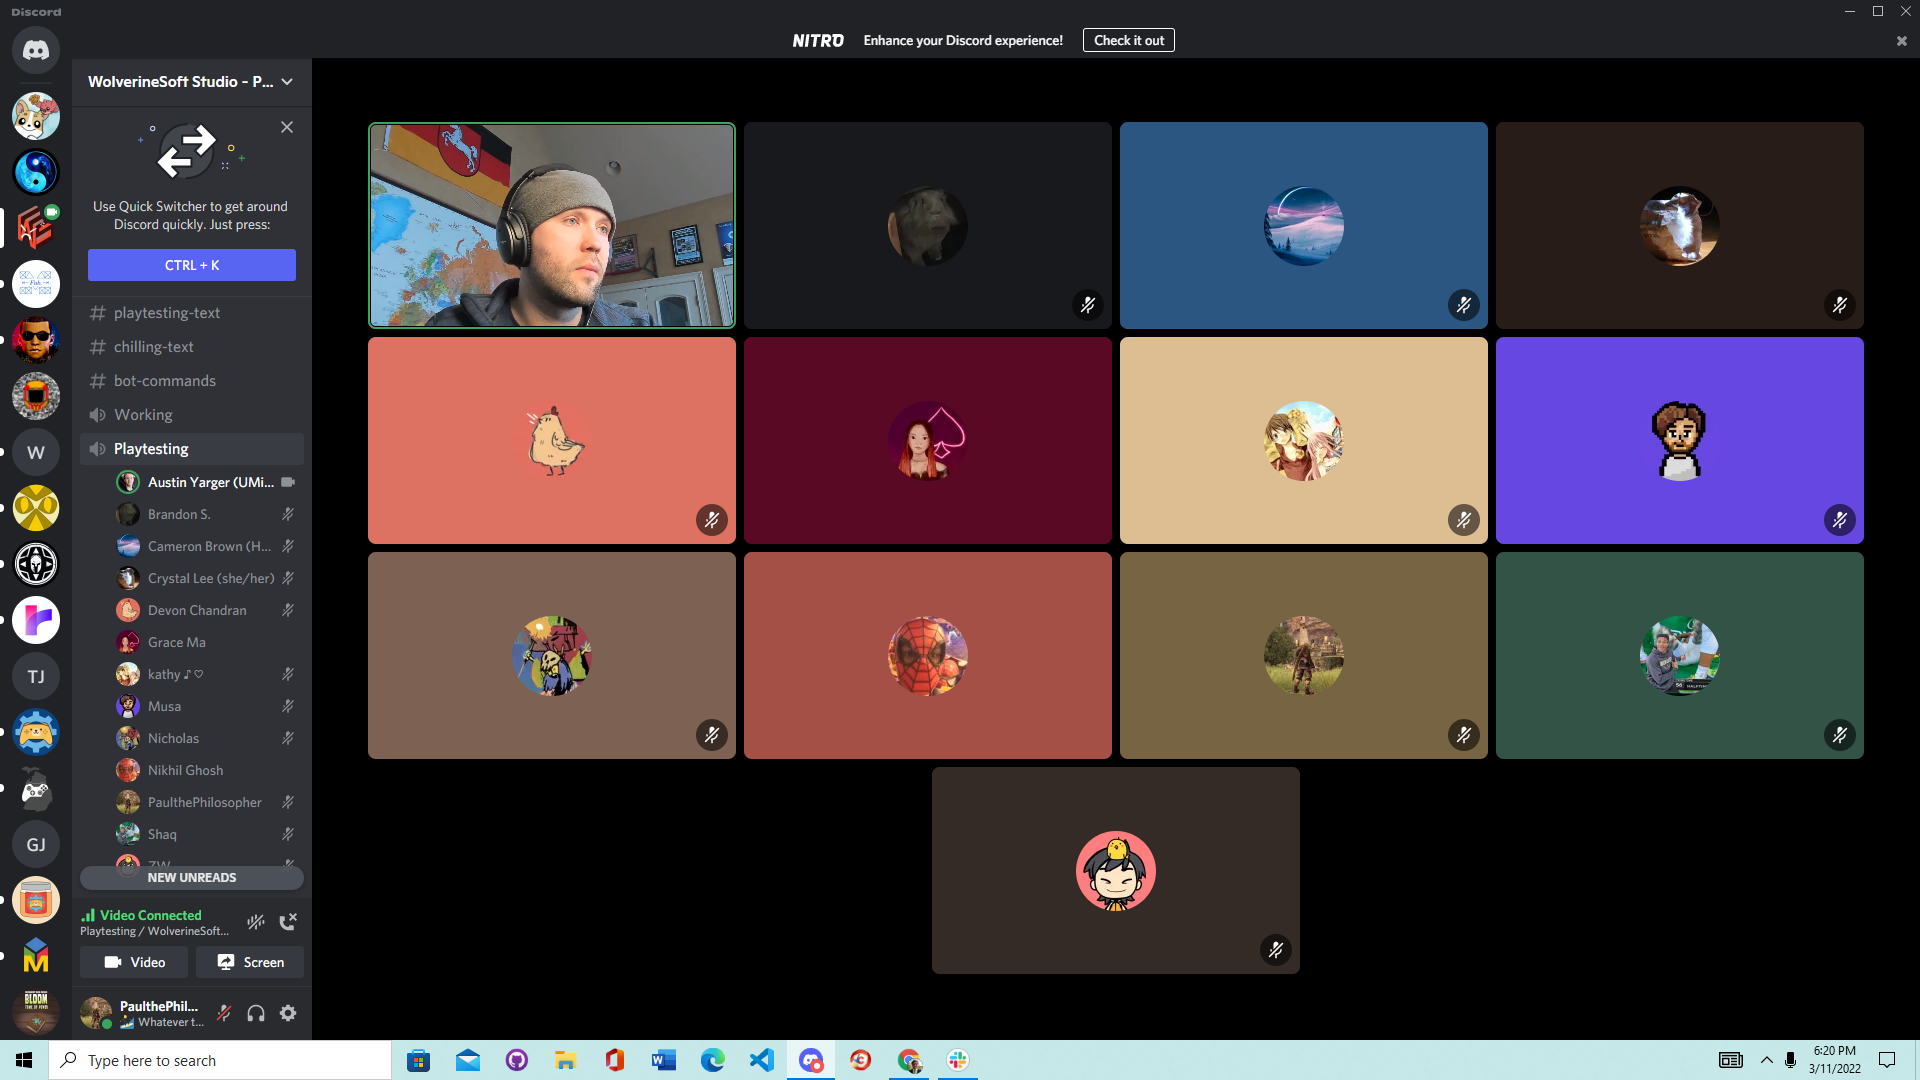 Discord
NITRO Enhance your Discord experience! Check it out
WolverineSoft Studio - P...
Use Quick Switcher to get around
Discord quickly. Just press:
CTRL + K
playtesting-text
chilling-text
bot-commands
Working
Playtesting
Austin Yarger (UMi...
Brandon S.
Cameron Brown (H...
Crystal Lee (she/her)
Devon Chandran
Grace Ma
kathy ♪♡
Musa
Nicholas
Nikhil Ghosh
PaulthePhilosopher
Shaq
ZW
NEW UNREADS
Video Connected
Playtesting / WolverineSoft...
Video
Screen
PaulthePhil...
Whatever t...
W
TJ
GJ
BLOOM
Type here to search
6:20 PM
3/11/2022